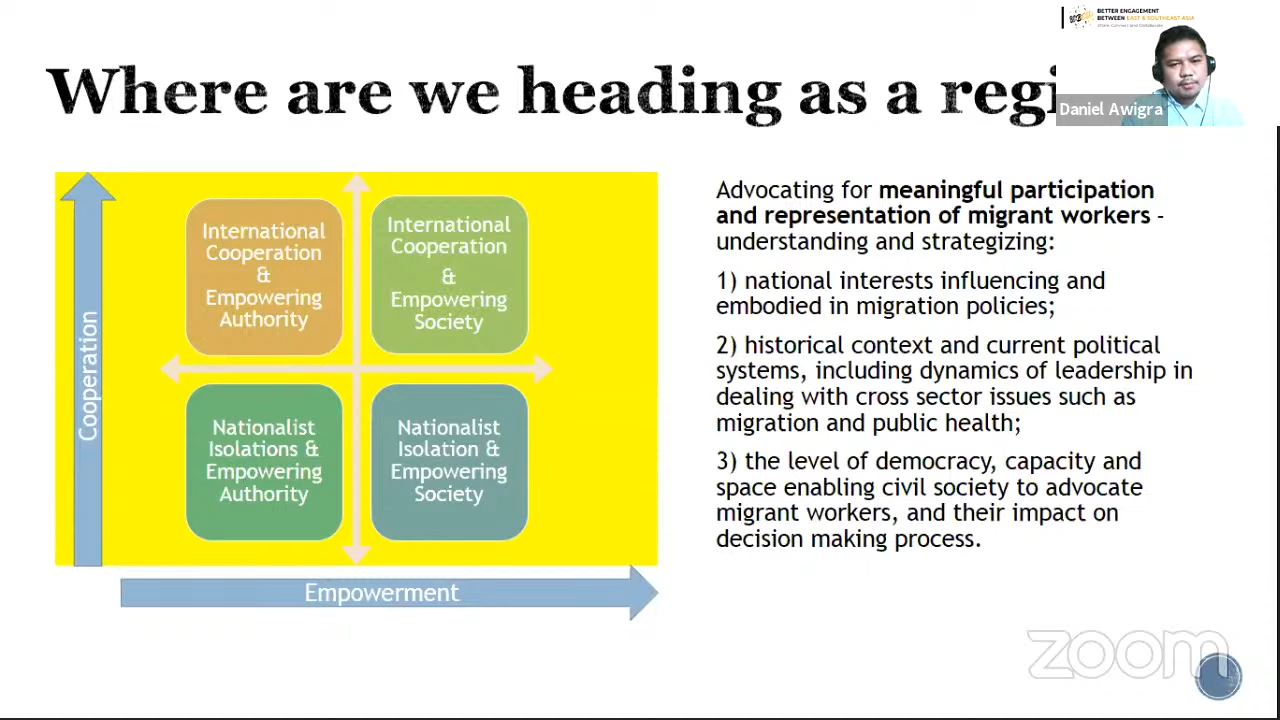 BETTER ENGAGEMENT
BETWEEN EAST & SOUTHEAST ASIA
Where are we heading as a regi
Daniel Awigra
Cooperation
International
Cooperation
&
Empowering
Authority
International
Cooperation
&
Empowering
Society
Nationalist
Isolations &
Empowering
Authority
Nationalist
Isolation &
Empowering
Society
Empowerment
Advocating for meaningful participation
and representation of migrant workers -
understanding and strategizing:
1) national interests influencing and
embodied in migration policies;
2) historical context and current political
systems, including dynamics of leadership in
dealing with cross sector issues such as
migration and public health;
3) the level of democracy, capacity and
space enabling civil society to advocate
migrant workers, and their impact on
decision making process.
zoom